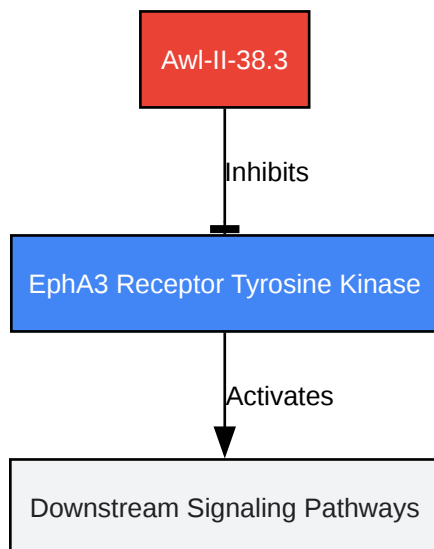 Awl-II-38.3
Inhibits
EphA3 Receptor Tyrosine Kinase
Activates
Downstream Signaling Pathways